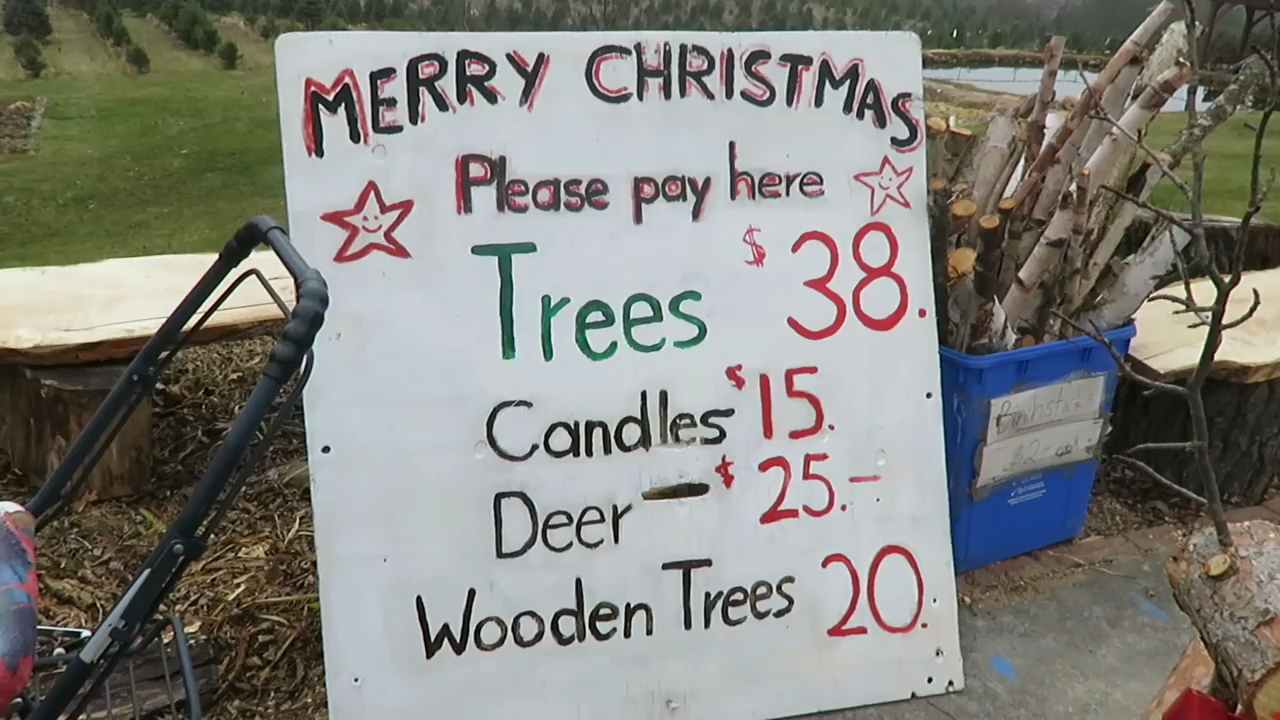 MERRY CHRISTMAS
Please pay here
Trees $38.
Candles $15.
Deer - $25.-
Wooden Trees 20.